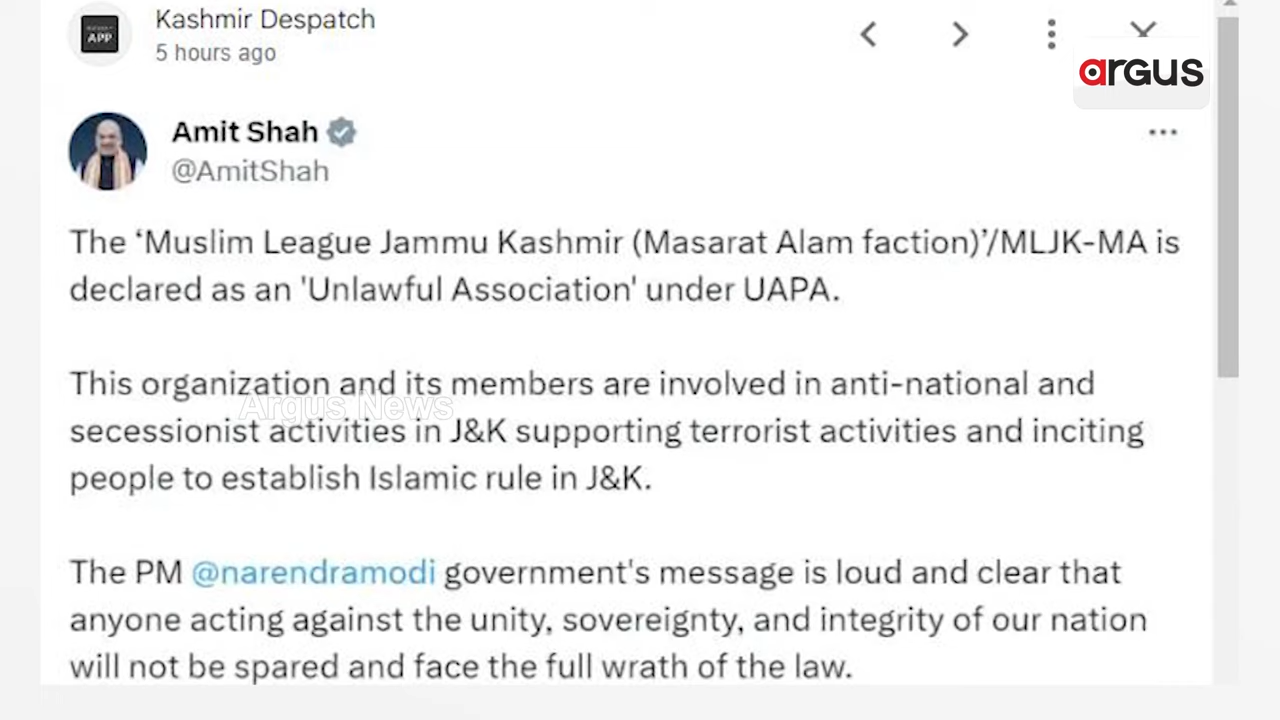 Kashmir Despatch
APP
5 hours ago
argus
Amit Shah
@AmitShah
The ‘Muslim League Jammu Kashmir (Masarat Alam faction)’/MLJK-MA is
declared as an 'Unlawful Association' under UAPA.
This organization and its members are involved in anti-national and
Argus News
secessionist activities in J&K supporting terrorist activities and inciting
people to establish Islamic rule in J&K.
The PM @narendramodi government's message is loud and clear that
anyone acting against the unity, sovereignty, and integrity of our nation
will not be spared and face the full wrath of the law.